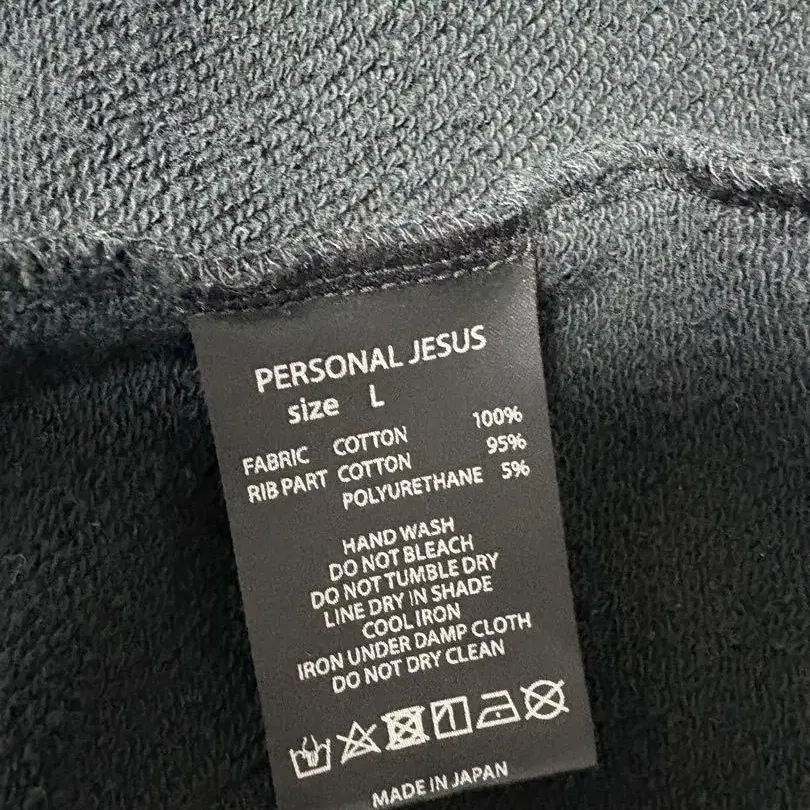 PERSONAL JESUS
size L
FABRIC COTTON 100%
RIB PART COTTON 95%
POLYURETHANE 5%
HAND WASH
DO NOT BLEACH
DO NOT TUMBLE DRY
LINE DRY IN SHADE
COOL IRON
IRON UNDER DAMP CLOTH
DO NOT DRY CLEAN
MADE IN JAPAN